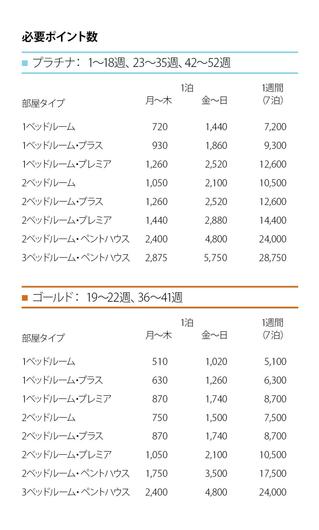 必要ポイント数
■ プラチナ： 1〜18週、23〜35週、42〜52週
1泊 1週間
部屋タイプ 月〜木 金〜日 (7泊)
1ベッドルーム 720 1,440 7,200
1ベッドルーム・プラス 930 1,860 9,300
1ベッドルーム・プレミア 1,260 2,520 12,600
2ベッドルーム 1,050 2,100 10,500
2ベッドルーム・プラス 1,260 2,520 12,600
2ベッドルーム・プレミア 1,440 2,880 14,400
2ベッドルーム・ペントハウス 2,400 4,800 24,000
3ベッドルーム・ペントハウス 2,875 5,750 28,750
■ ゴールド： 19〜22週、36〜41週
1泊 1週間
部屋タイプ 月〜木 金〜日 (7泊)
1ベッドルーム 510 1,020 5,100
1ベッドルーム・プラス 630 1,260 6,300
1ベッドルーム・プレミア 870 1,740 8,700
2ベッドルーム 750 1,500 7,500
2ベッドルーム・プラス 870 1,740 8,700
2ベッドルーム・プレミア 1,050 2,100 10,500
2ベッドルーム・ペントハウス 1,750 3,500 17,500
3ベッドルーム・ペントハウス 2,400 4,800 24,000